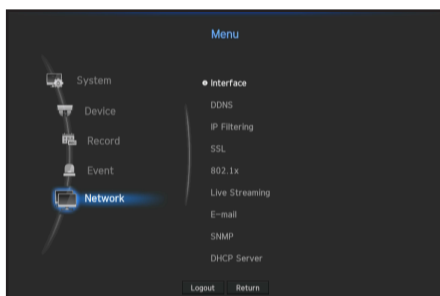 Menu
System
Device
Record
Event
Network
Interface
DDNS
IP Filtering
SSL
802.1x
Live Streaming
E-mail
SNMP
DHCP Server
Logout Return